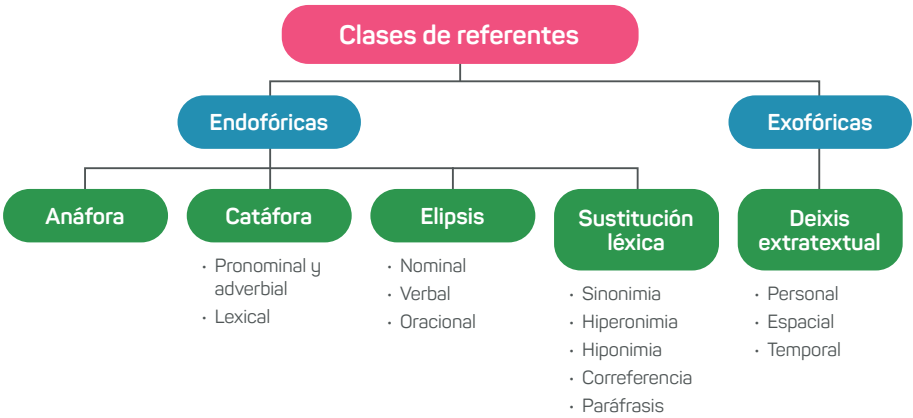 Clases de referentes
Endofóricas
Exofóricas
Anáfora
Catáfora
· Pronominal y
adverbial
· Lexical
Elipsis
· Nominal
· Verbal
· Oracional
Sustitución
léxica
· Sinonimia
· Hiperonimia
· Hiponimia
· Correferencia
· Paráfrasis
Deixis
extratextual
· Personal
· Espacial
· Temporal